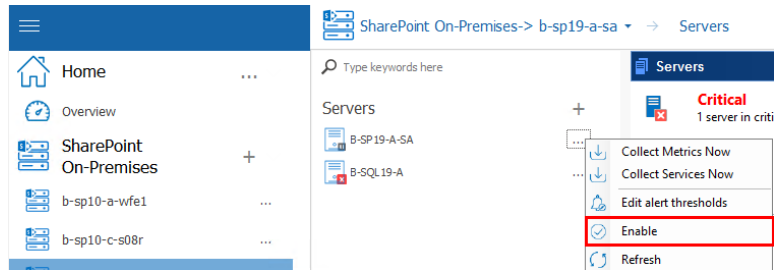 SharePoint On-Premises-> b-sp19-a-sa → Servers
Home ...
Overview
SharePoint
On-Premises +
b-sp10-a-wfe1 ...
b-sp10-c-s08r ...
Type keywords here
Servers +
B-SP19-A-SA ...
B-SQL19-A ...
Servers
Critical
1 server in criti
Collect Metrics Now
Collect Services Now
Edit alert thresholds
Enable
Refresh